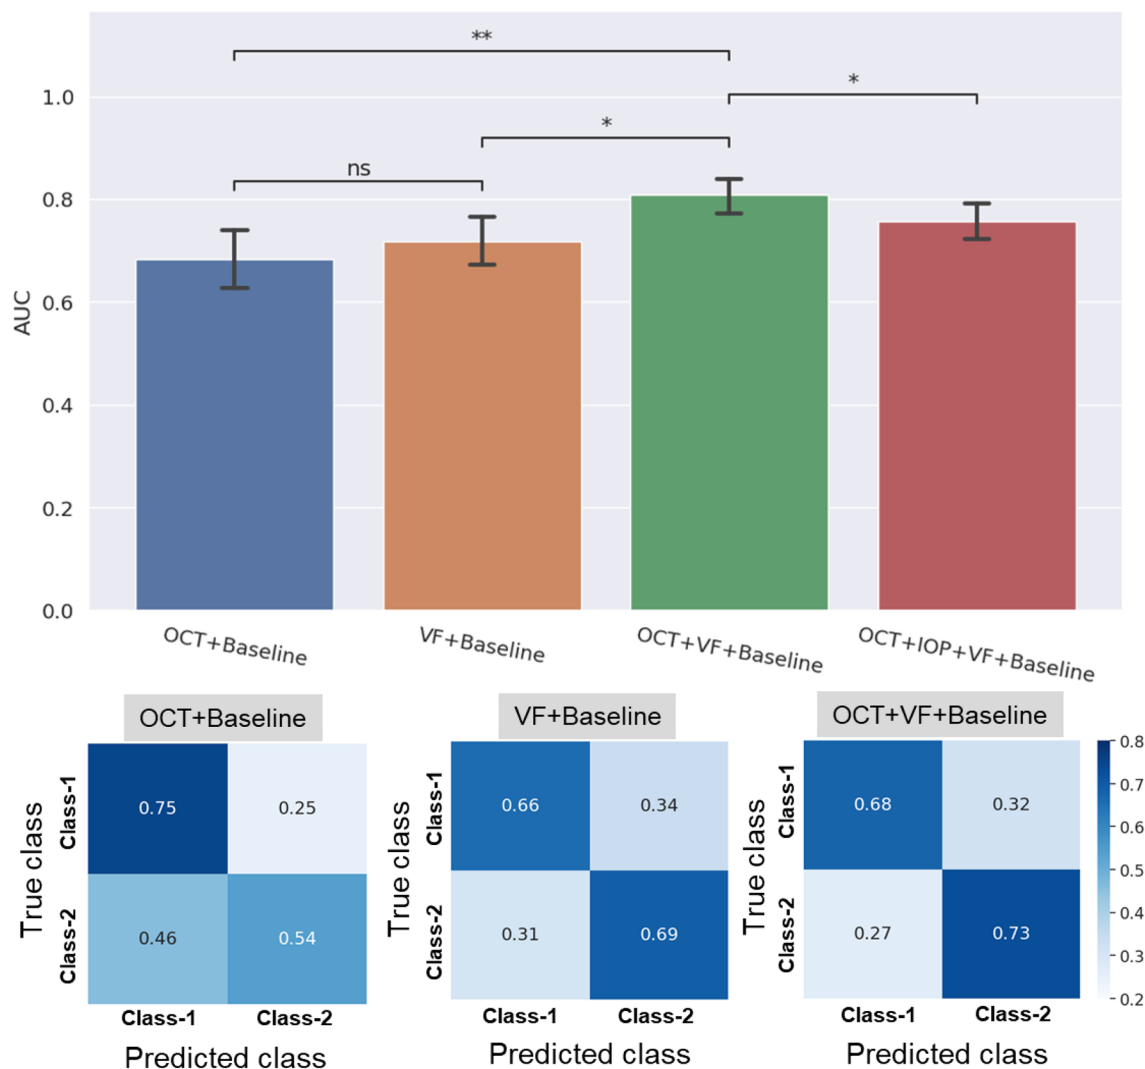 **
*
*
ns
AUC
1.0
0.8
0.6
0.4
0.2
0.0
OCT+Baseline
VF+Baseline
OCT+VF+Baseline
OCT+IOP+VF+Baseline
OCT+Baseline
True class
Class-1
Class-2
0.75 0.25
0.46 0.54
Class-1 Class-2
Predicted class
VF+Baseline
True class
Class-1
Class-2
0.66 0.34
0.31 0.69
Class-1 Class-2
Predicted class
OCT+VF+Baseline
True class
Class-1
Class-2
0.68 0.32
0.27 0.73
Class-1 Class-2
Predicted class
0.8
0.7
0.6
0.5
0.4
0.3
0.2